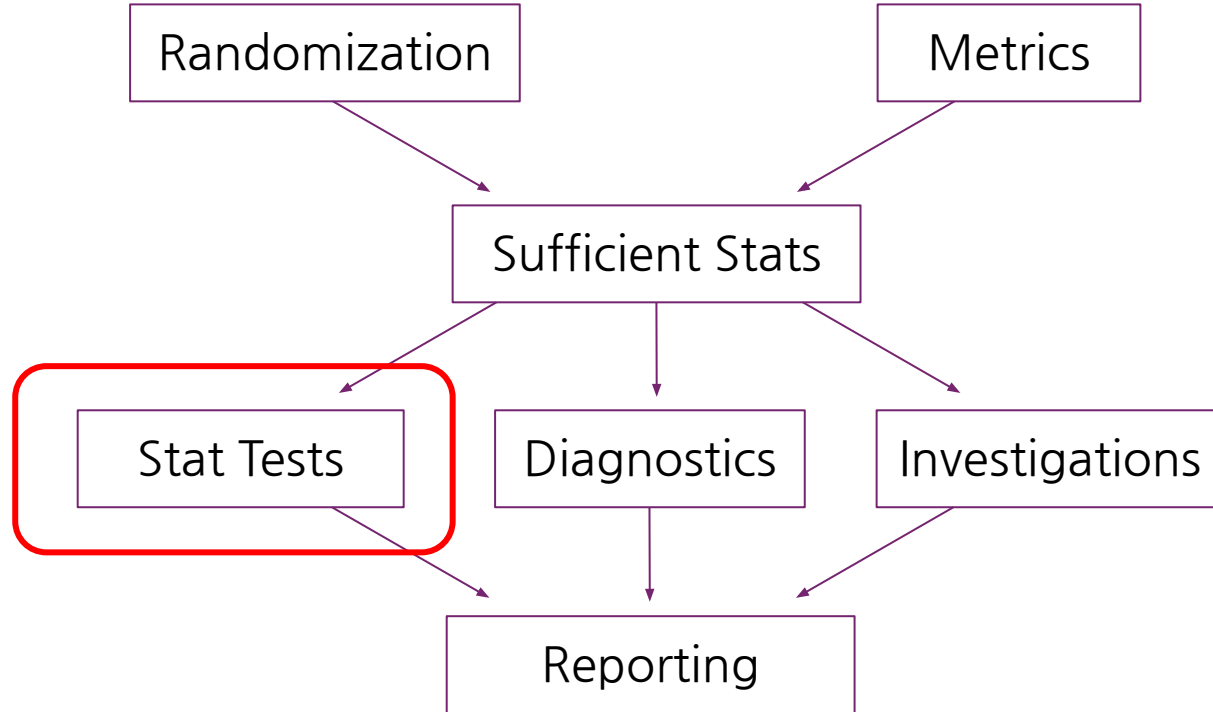 Randomization
Metrics
Sufficient Stats
Stat Tests
Diagnostics
Investigations
Reporting